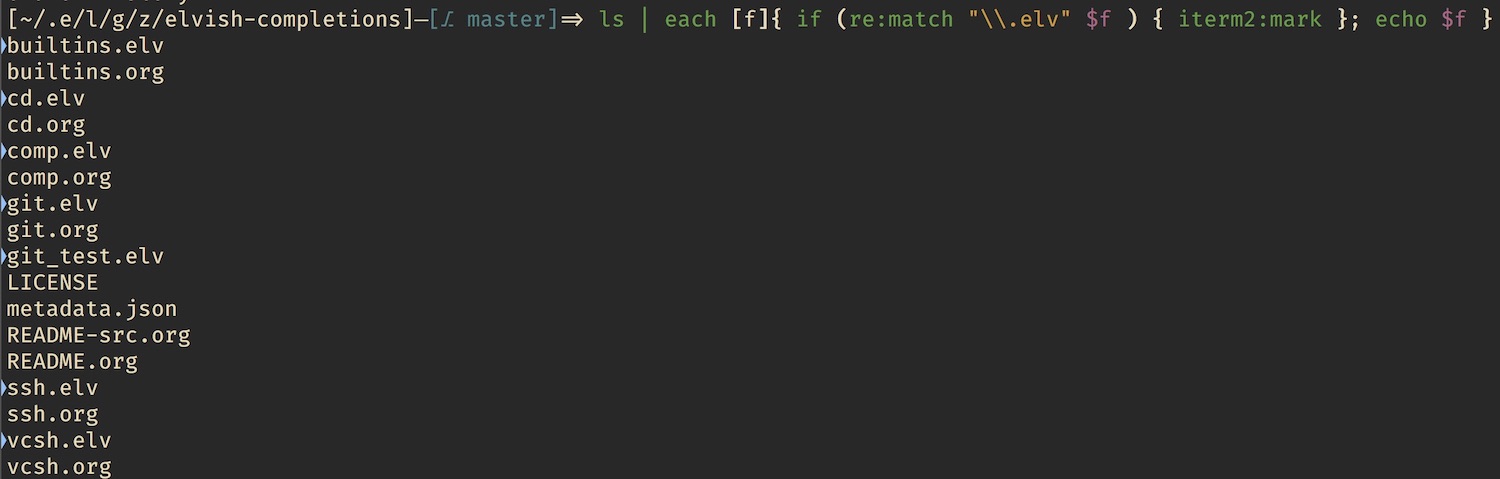 [~/.e/l/g/z/elvish-completions]—[⎇ master]⇒ ls | each [f]{ if (re:match "\\.elv" $f ) { iterm2:mark }; echo $f }
builtins.elv
builtins.org
cd.elv
cd.org
comp.elv
comp.org
git.elv
git.org
git_test.elv
LICENSE
metadata.json
README-src.org
README.org
ssh.elv
ssh.org
vcsh.elv
vcsh.org